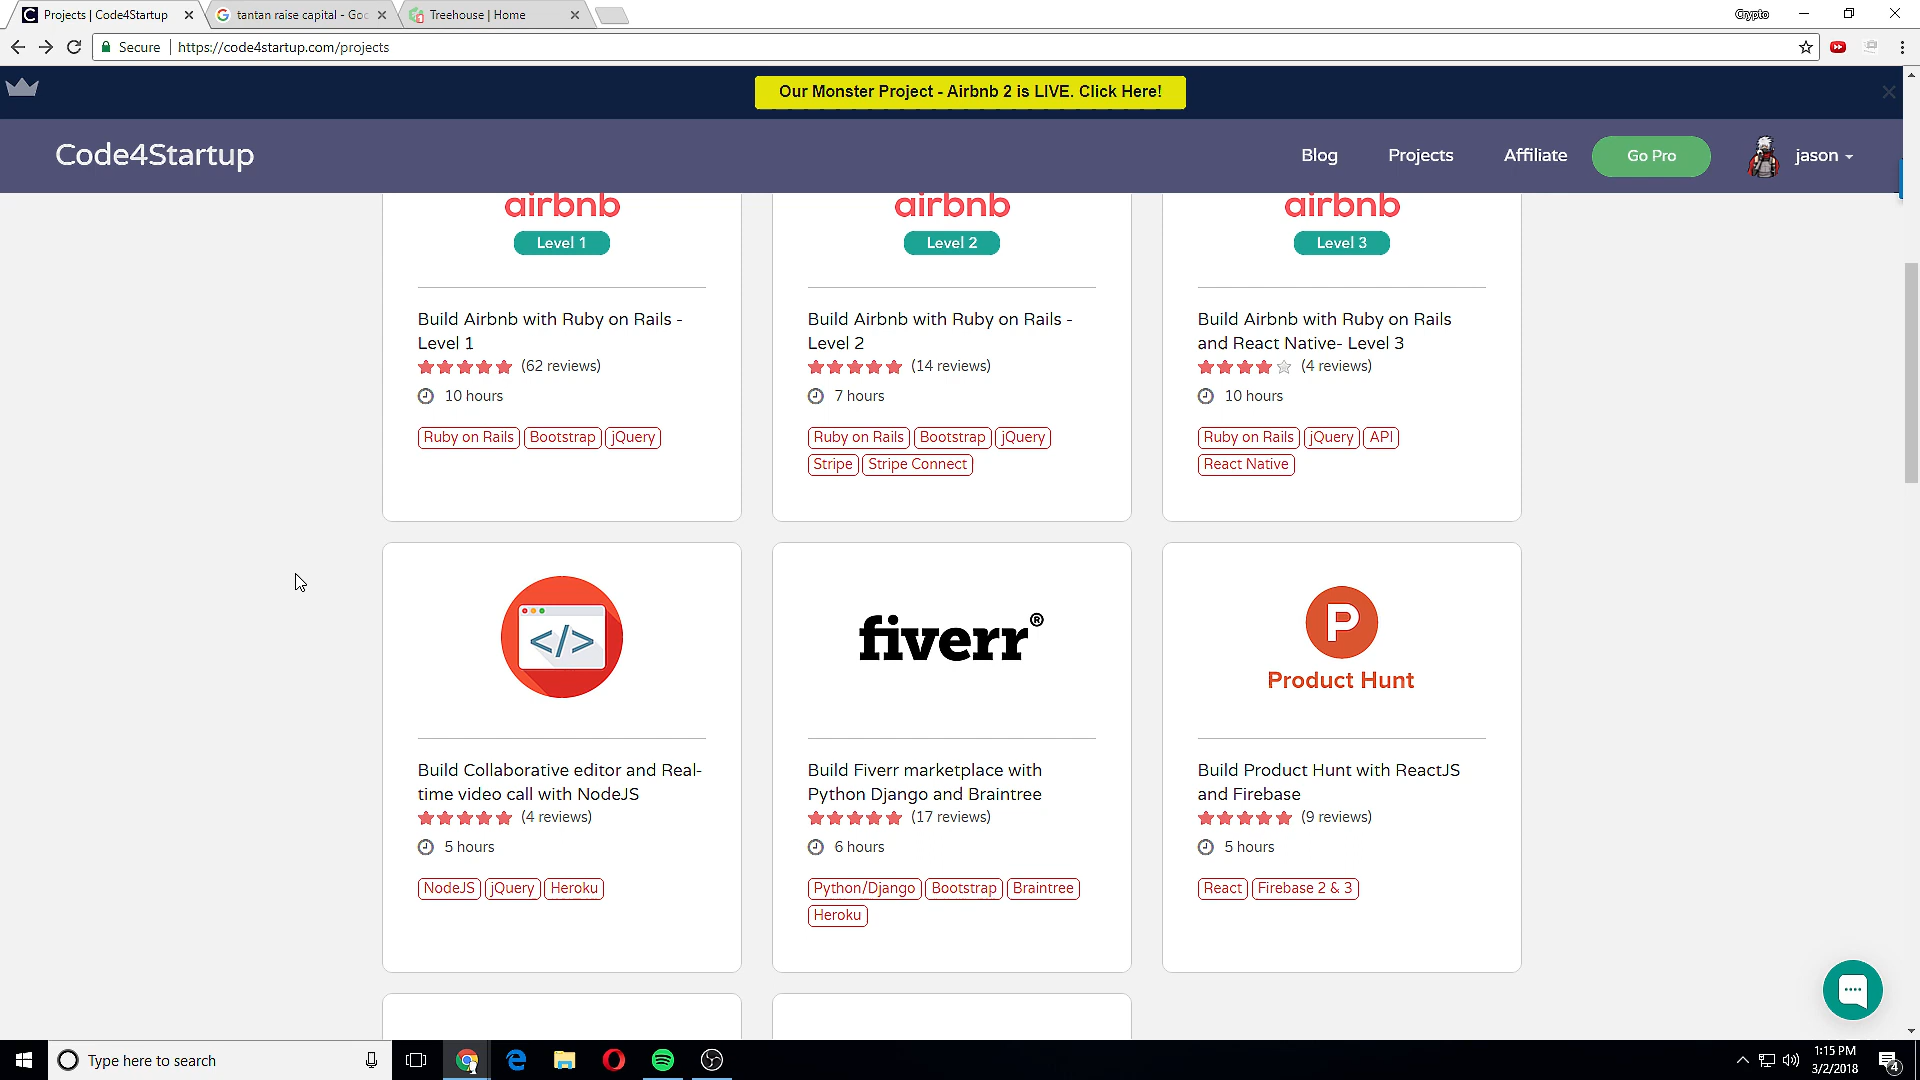 Projects | Code4Startup
tantan raise capital - Goo
Treehouse | Home
Crypto
Secure
https://code4startup.com/projects
Our Monster Project - Airbnb 2 is LIVE. Click Here!
Code4Startup
Blog
Projects
Affiliate
Go Pro
jason
airbnb
Level 1
Build Airbnb with Ruby on Rails -
Level 1
(62 reviews)
10 hours
Ruby on Rails
Bootstrap
jQuery
airbnb
Level 2
Build Airbnb with Ruby on Rails -
Level 2
(14 reviews)
7 hours
Ruby on Rails
Bootstrap
jQuery
Stripe
Stripe Connect
airbnb
Level 3
Build Airbnb with Ruby on Rails
and React Native- Level 3
(4 reviews)
10 hours
Ruby on Rails
jQuery
API
React Native
</>
Build Collaborative editor and Real-
time video call with NodeJS
(4 reviews)
5 hours
NodeJS
jQuery
Heroku
fiverr®
Build Fiverr marketplace with
Python Django and Braintree
(17 reviews)
6 hours
Python/Django
Bootstrap
Braintree
Heroku
P
Product Hunt
Build Product Hunt with ReactJS
and Firebase
(9 reviews)
5 hours
React
Firebase 2 & 3
Type here to search
1:15 PM
3/2/2018
4